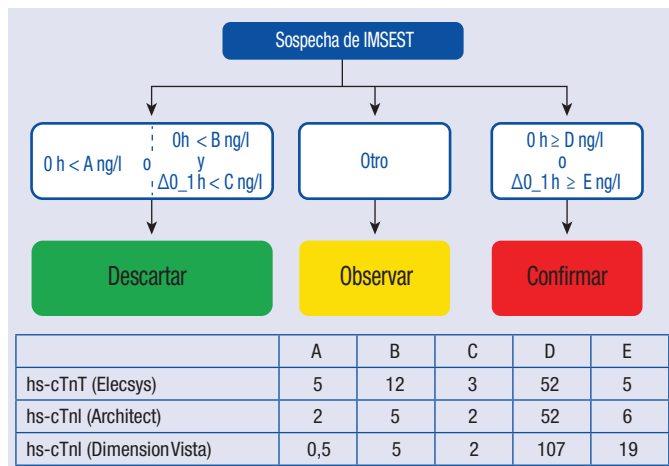 Sospecha de IMSEST
0 h < A ng/l o
0h < B ng/l
y
Δ0_1 h < C ng/l
Otro
0 h ≥ D ng/l
o
Δ0_1 h ≥ E ng/l
Descartar
Observar
Confirmar
A B C D E
hs-cTnT (Elecsys) 5 12 3 52 5
hs-cTnI (Architect) 2 5 2 52 6
hs-cTnI (Dimension Vista) 0,5 5 2 107 19